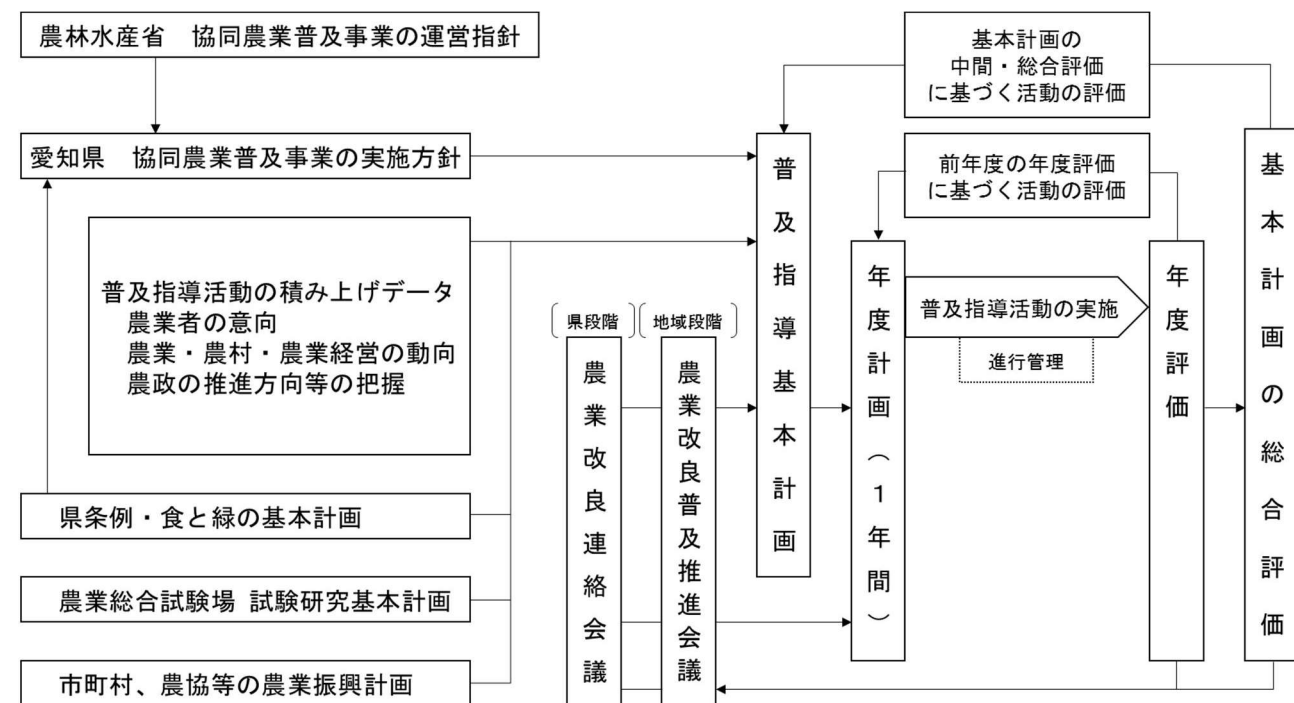 農林水産省　協同農業普及事業の運営指針
愛知県　協同農業普及事業の実施方針
普及指導活動の積み上げデータ
農業者の意向
農業・農村・農業経営の動向
農政の推進方向等の把握
県条例・食と緑の基本計画
農業総合試験場 試験研究基本計画
市町村、農協等の農業振興計画
県段階
農業改良連絡会議
地域段階
農業改良普及推進会議
普及指導基本計画
基本計画の
中間・総合評価
に基づく活動の評価
前年度の年度評価
に基づく活動の評価
年度計画（１年間）
普及指導活動の実施
進行管理
年度評価
基本計画の総合評価